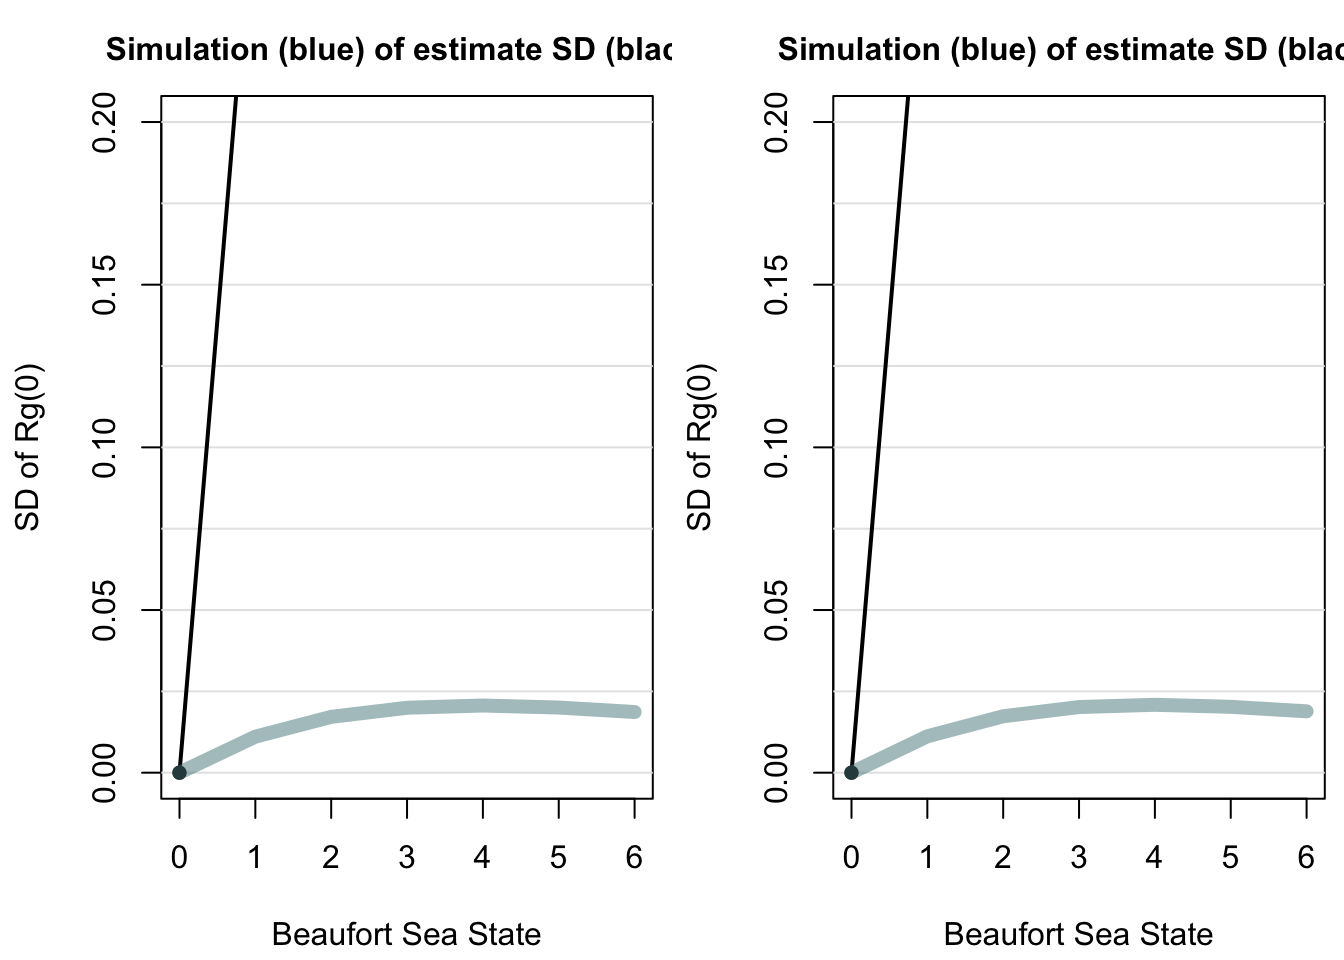 Simulation (blue) of estimate SD (blac
SD of Rg(0)
0.20
0.15
0.10
0.05
0.00
0 1 2 3 4 5 6
Beaufort Sea State
Simulation (blue) of estimate SD (blac
SD of Rg(0)
0.20
0.15
0.10
0.05
0.00
0 1 2 3 4 5 6
Beaufort Sea State